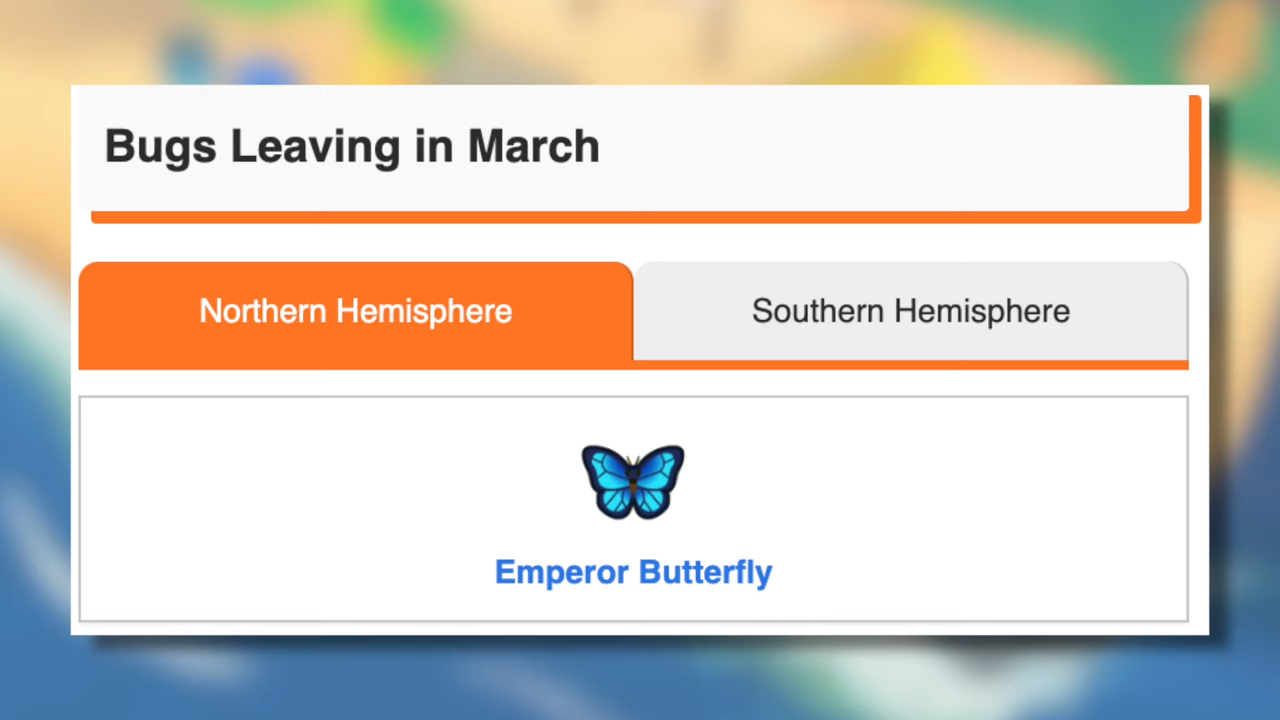 Bugs Leaving in March
Northern Hemisphere
Southern Hemisphere
Emperor Butterfly